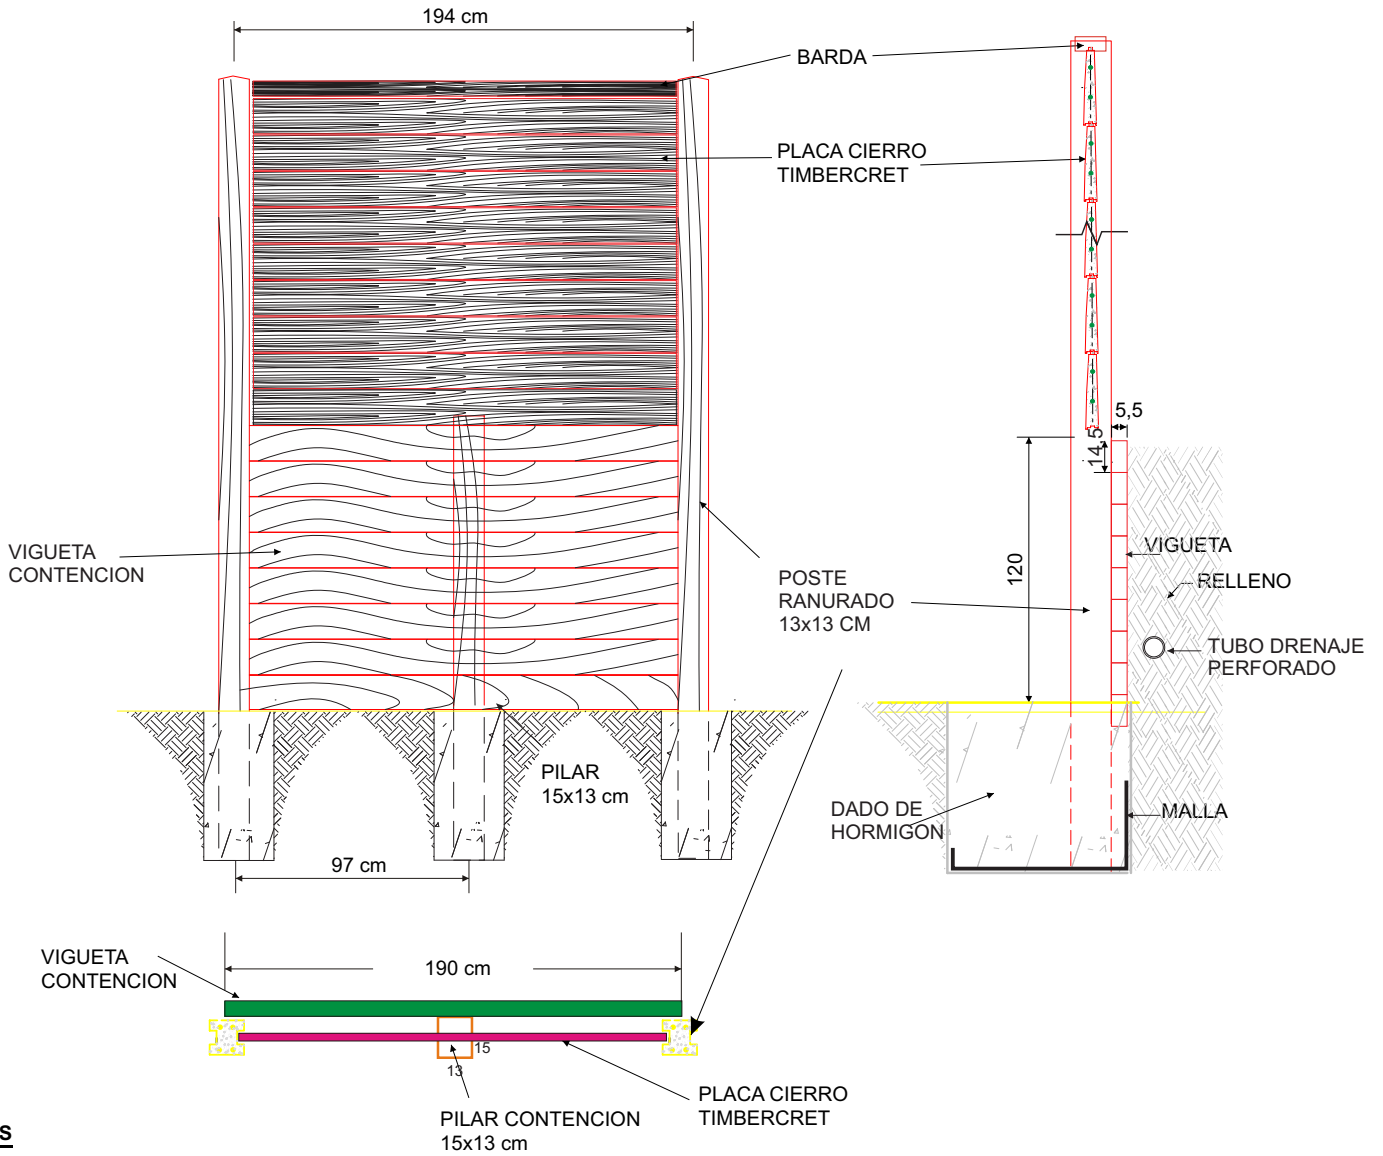 194 cm
BARDA
PLACA CIERRO
TIMBERCRET
5,5
14,5
120
VIGUETA
CONTENCION
VIGUETA
RELLENO
POSTE
RANURADO
13x13 CM
TUBO DRENAJE
PERFORADO
PILAR
15x13 cm
DADO DE
HORMIGON
MALLA
97 cm
VIGUETA
CONTENCION
190 cm
15
13
PLACA CIERRO
TIMBERCRET
PILAR CONTENCION
15x13 cm
s